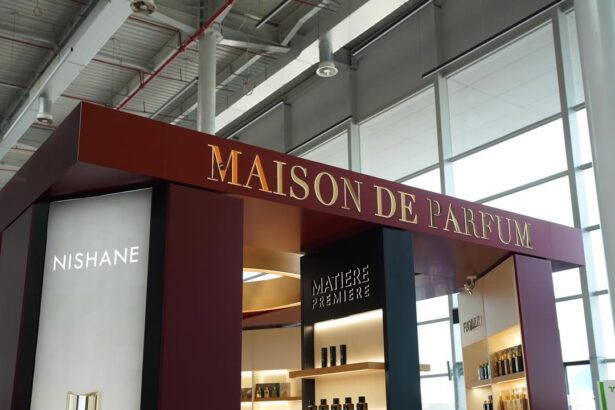 MAISON DE PARFUM
NISHANE
MATIERE
PREMIERE